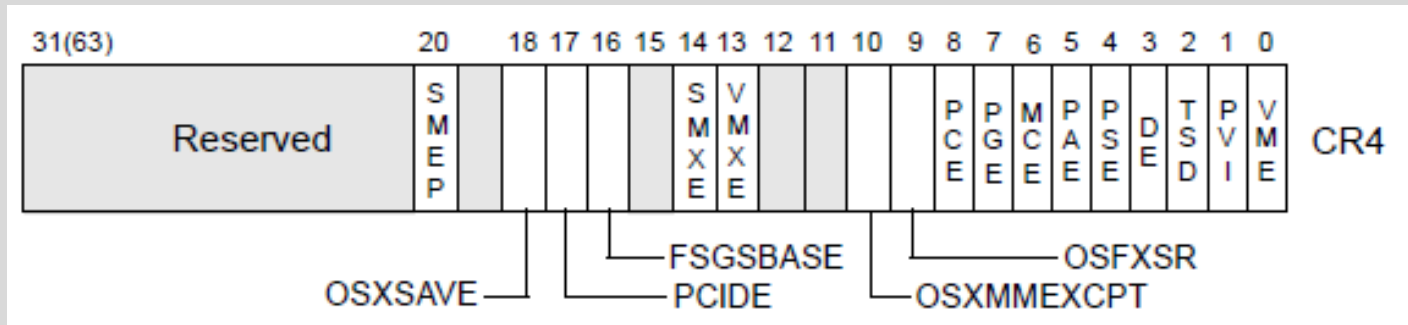 31(63) 20 18 17 16 15 14 13 12 11 10 9 8 7 6 5 4 3 2 1 0
Reserved SMEP SMXE VMXE PCE PGE MCE PAE PSE DE TSD PVI VME CR4
FSGSBASE OSFXSR
OSXSAVE PCIDE OSXMMEXCPT